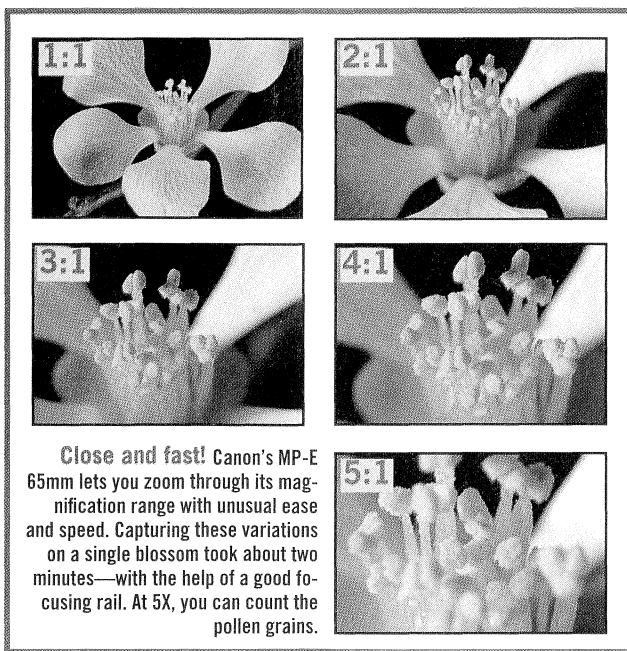 1:1
2:1
3:1
4:1
Close and fast! Canon's MP-E
65mm lets you zoom through its mag-
nification range with unusual ease
and speed. Capturing these variations
on a single blossom took about two
minutes—with the help of a good fo-
cusing rail. At 5X, you can count the
pollen grains.
5:1